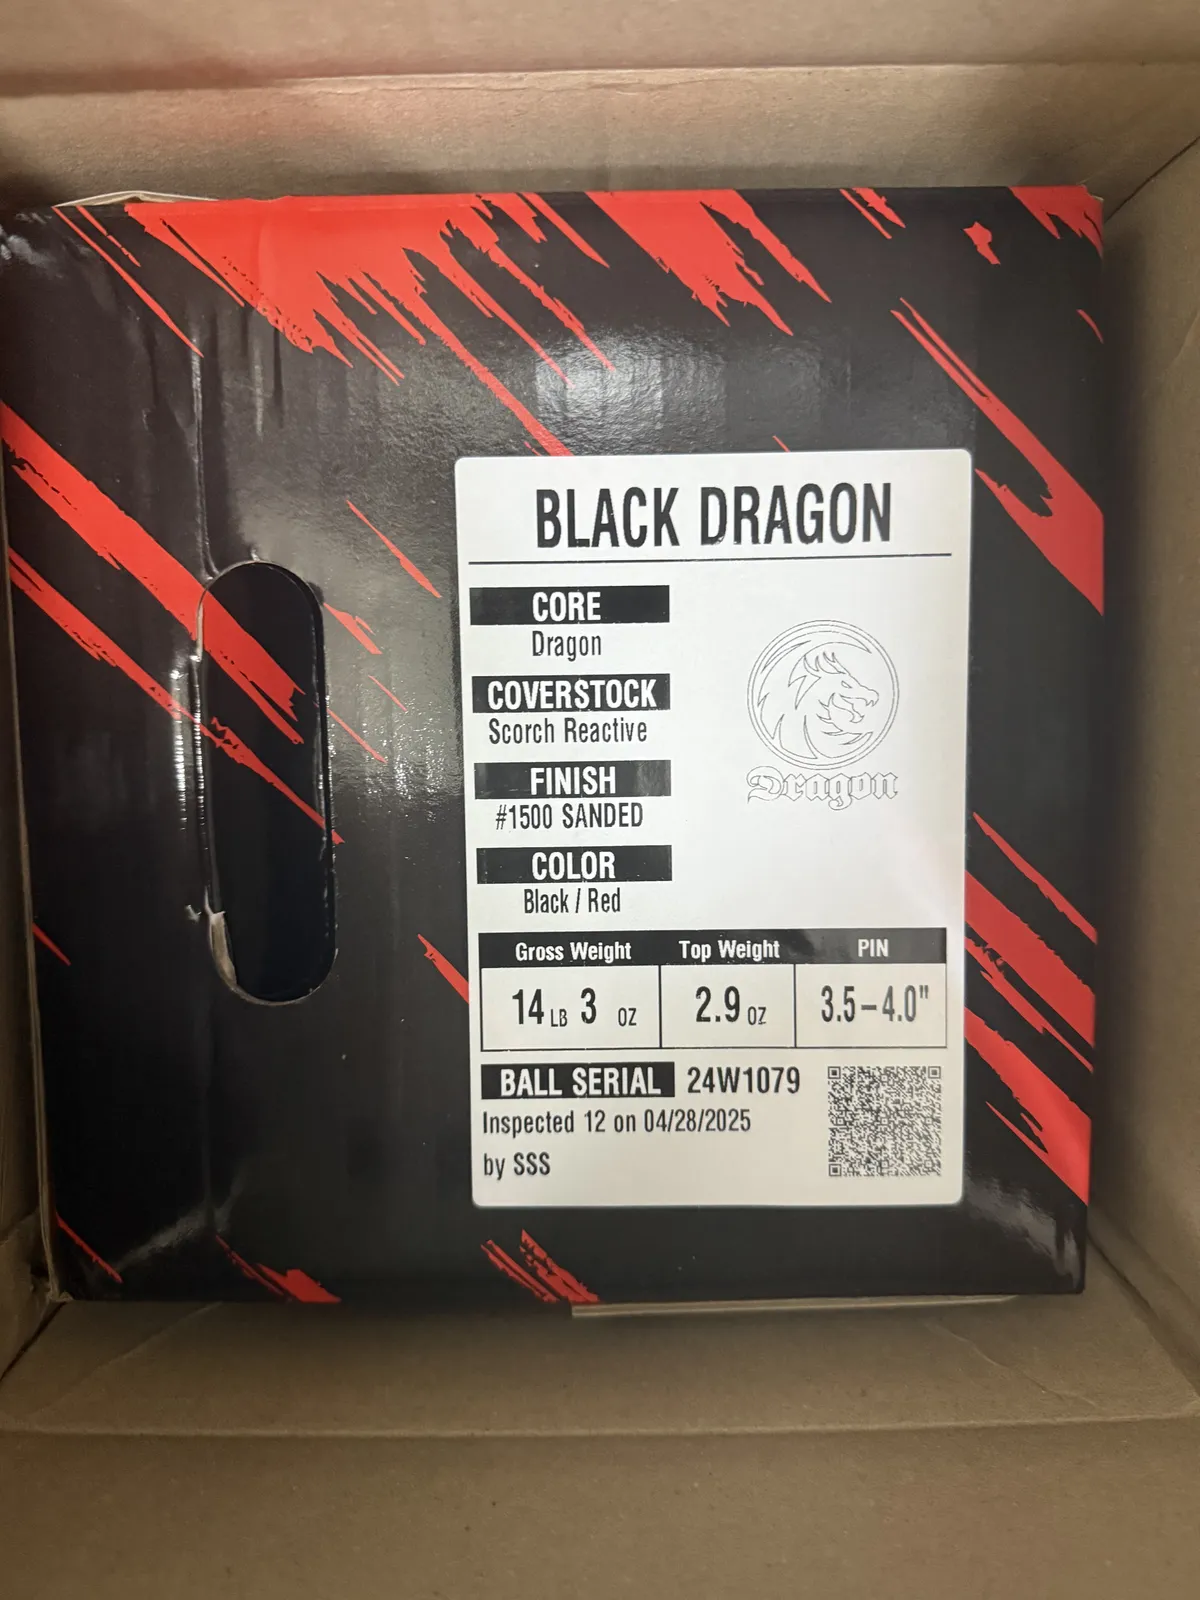 BLACK DRAGON
CORE
Dragon
COVERSTOCK
Scorch Reactive
FINISH
#1500 SANDED
COLOR
Black / Red
Dragon
Gross Weight Top Weight PIN
14 LB 3 OZ 2.9 OZ 3.5-4.0"
BALL SERIAL 24W1079
Inspected 12 on 04/28/2025
by SSS